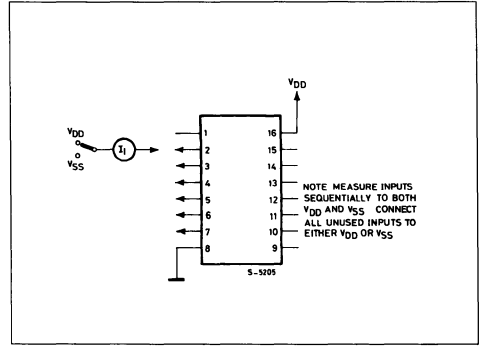 VDD
VDD
VSS
I1
1
2
3
4
5
6
7
8
16
15
14
13
12
11
10
9
NOTE MEASURE INPUTS
SEQUENTIALLY TO BOTH
VDD AND VSS CONNECT
ALL UNUSED INPUTS TO
EITHER VDD OR VSS
S-5205